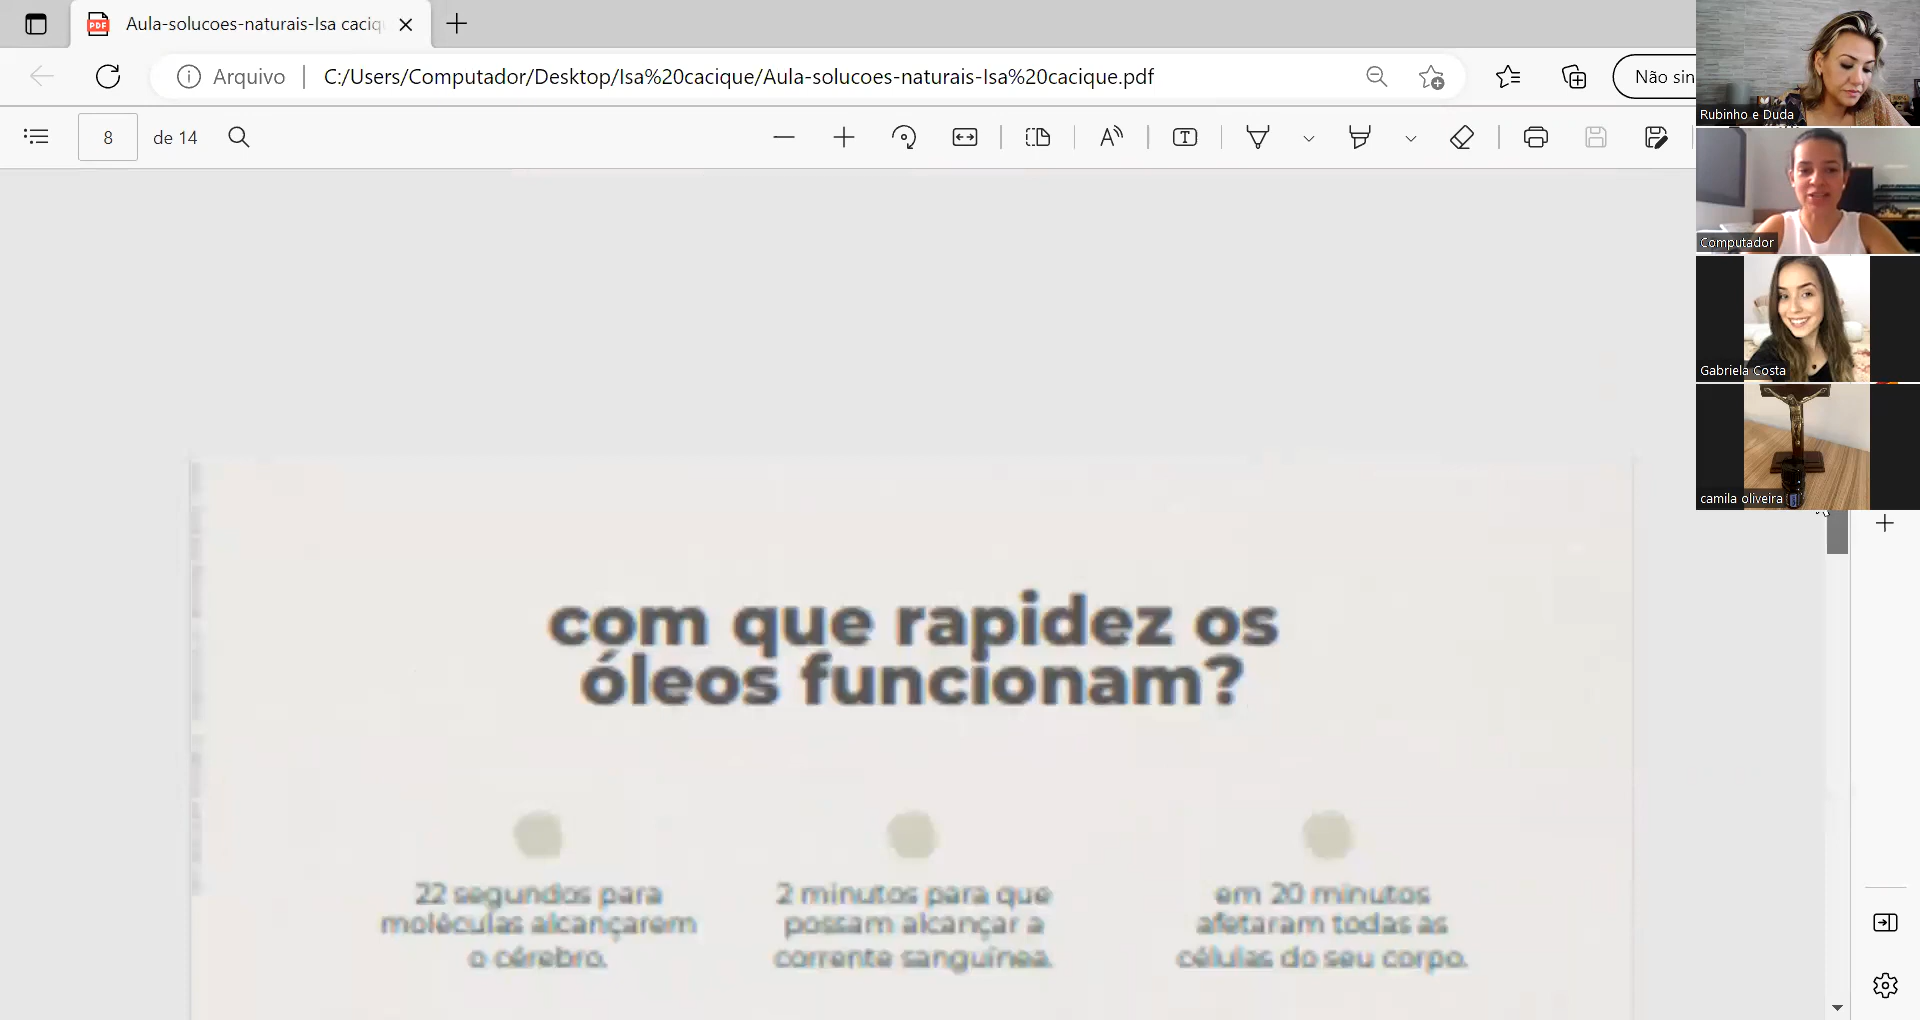 Aula-solucoes-naturais-Isa caciq
Arquivo
C:/Users/Computador/Desktop/Isa%20cacique/Aula-solucoes-naturais-Isa%20cacique.pdf
Não sin
8 de 14
Rubinho e Duda
Computador
Gabriela Costa
camila oliveira
com que rapidez os
óleos funcionam?
22 segundos para
moléculas alcançarem
o cérebro.
2 minutos para que
possam alcançar a
corrente sanguínea.
em 20 minutos
afetaram todas as
células do seu corpo.